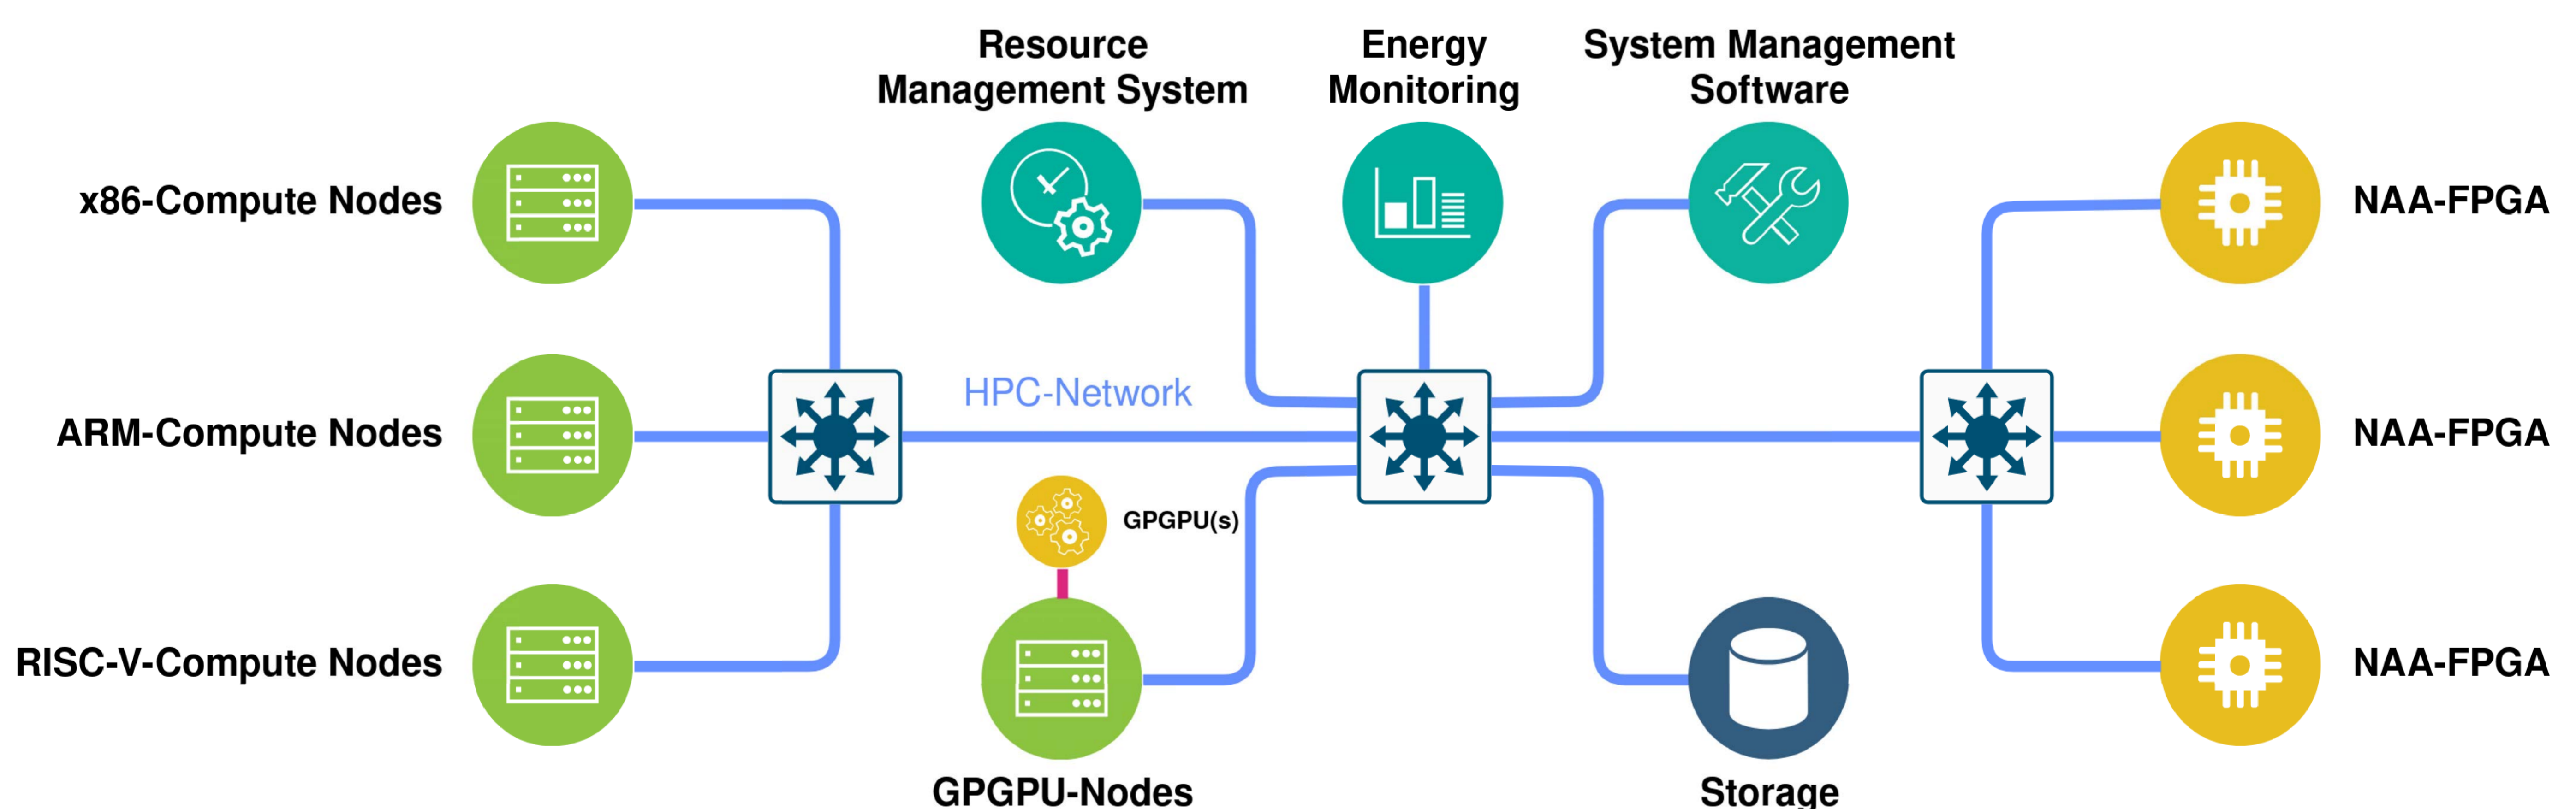 Resource
Management System
Energy
Monitoring
System Management
Software
x86-Compute Nodes
NAA-FPGA
HPC-Network
ARM-Compute Nodes
NAA-FPGA
GPGPU(s)
RISC-V-Compute Nodes
NAA-FPGA
GPGPU-Nodes
Storage